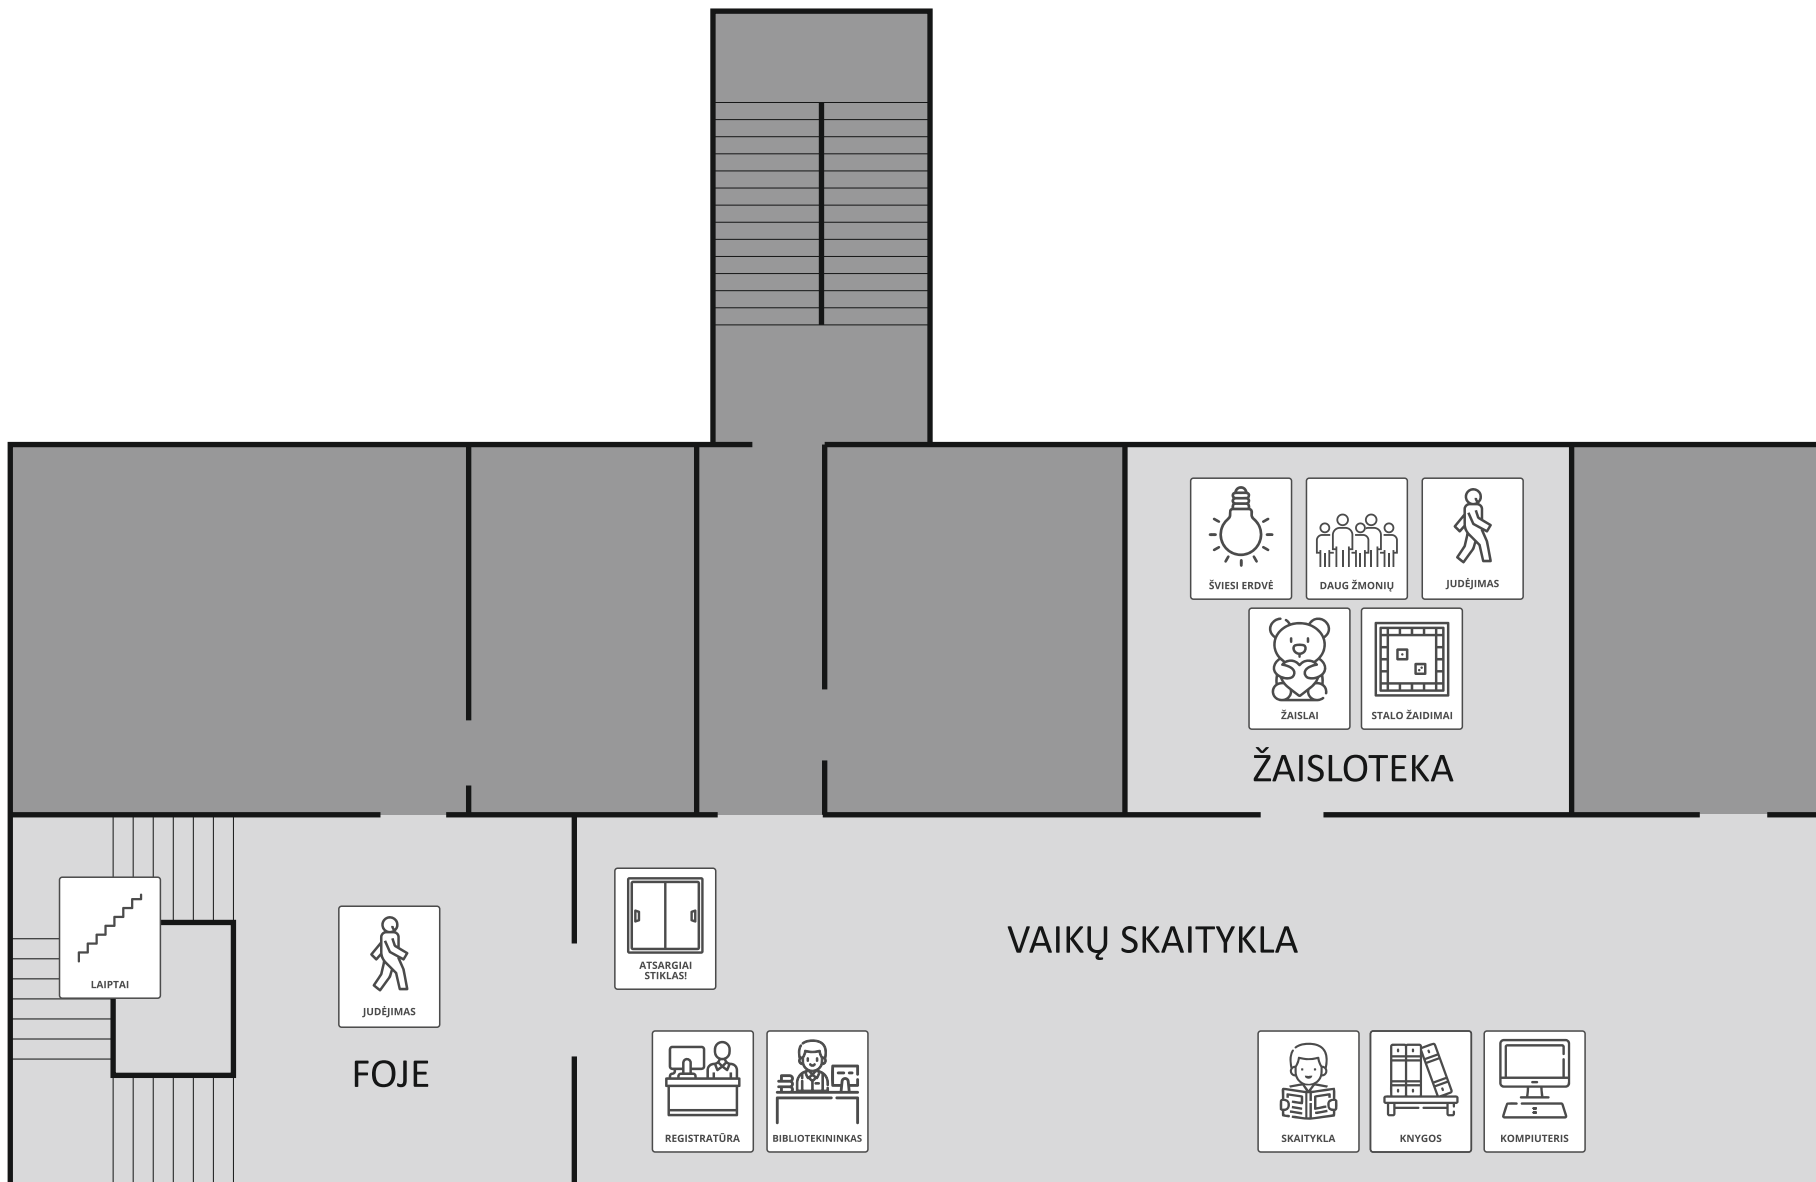 ŠVIESI ERDVĖ
DAUG ŽMONIŲ
JUDĖJIMAS
ŽAISLAI
STALO ŽAIDIMAI
ŽAISLOTEKA
LAIPTAI
JUDĖJIMAS
FOJE
ATSARGIAI
STIKLAS!
VAIKŲ SKAITYKLA
REGISTRATŪRA
BIBLIOTEKININKAS
SKAITYKLA
KNYGOS
KOMPIUTERIS